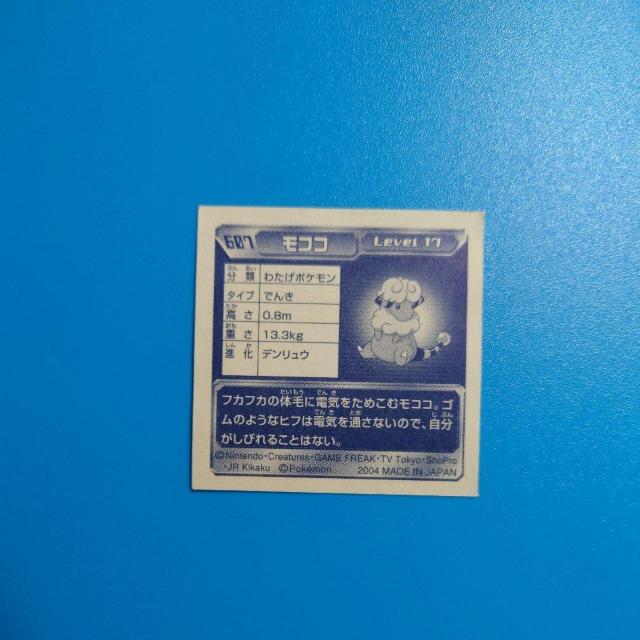 607 モココ Level 17
分類 わたげポケモン
タイプ でんき
高さ 0.8m
重さ 13.3kg
進化 デンリュウ
フカフカの体毛に電気をためこむモココ。ゴ
ムのようなヒフは電気を通さないので、自分
がしびれることはない。
©Nintendo・Creatures・GAME FREAK・TV Tokyo・ShoPro
・JR Kikaku ©Pokémon 2004 MADE IN JAPAN